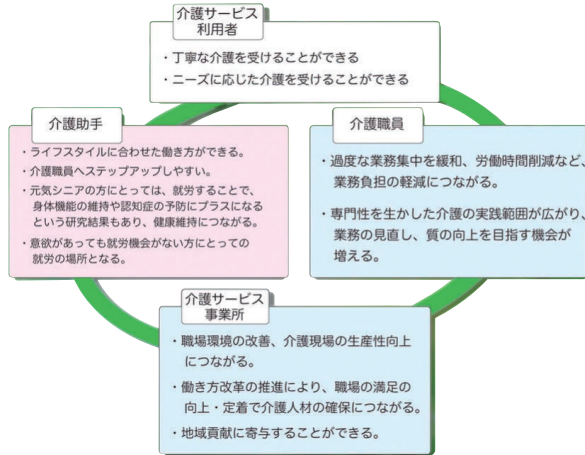 介護サービス
利用者
・丁寧な介護を受けることができる
・ニーズに応じた介護を受けることができる
介護助手
・ライフスタイルに合わせた働き方ができる。
・介護職員へステップアップしやすい。
・元気シニアの方にとっては、就労することで、
身体機能の維持や認知症の予防にプラスになる
という研究結果もあり、健康維持につながる。
・意欲があっても就労機会がない方にとっての
就労の場所となる。
介護職員
・過度な業務集中を緩和、労働時間削減など、
業務負担の軽減につながる。
・専門性を生かした介護の実践範囲が広がり、
業務の見直し、質の向上を目指す機会が
増える。
介護サービス
事業所
・職場環境の改善、介護現場の生産性向上
につながる。
・働き方改革の推進により、職場の満足の
向上・定着で介護人材の確保につながる。
・地域貢献に寄与することができる。